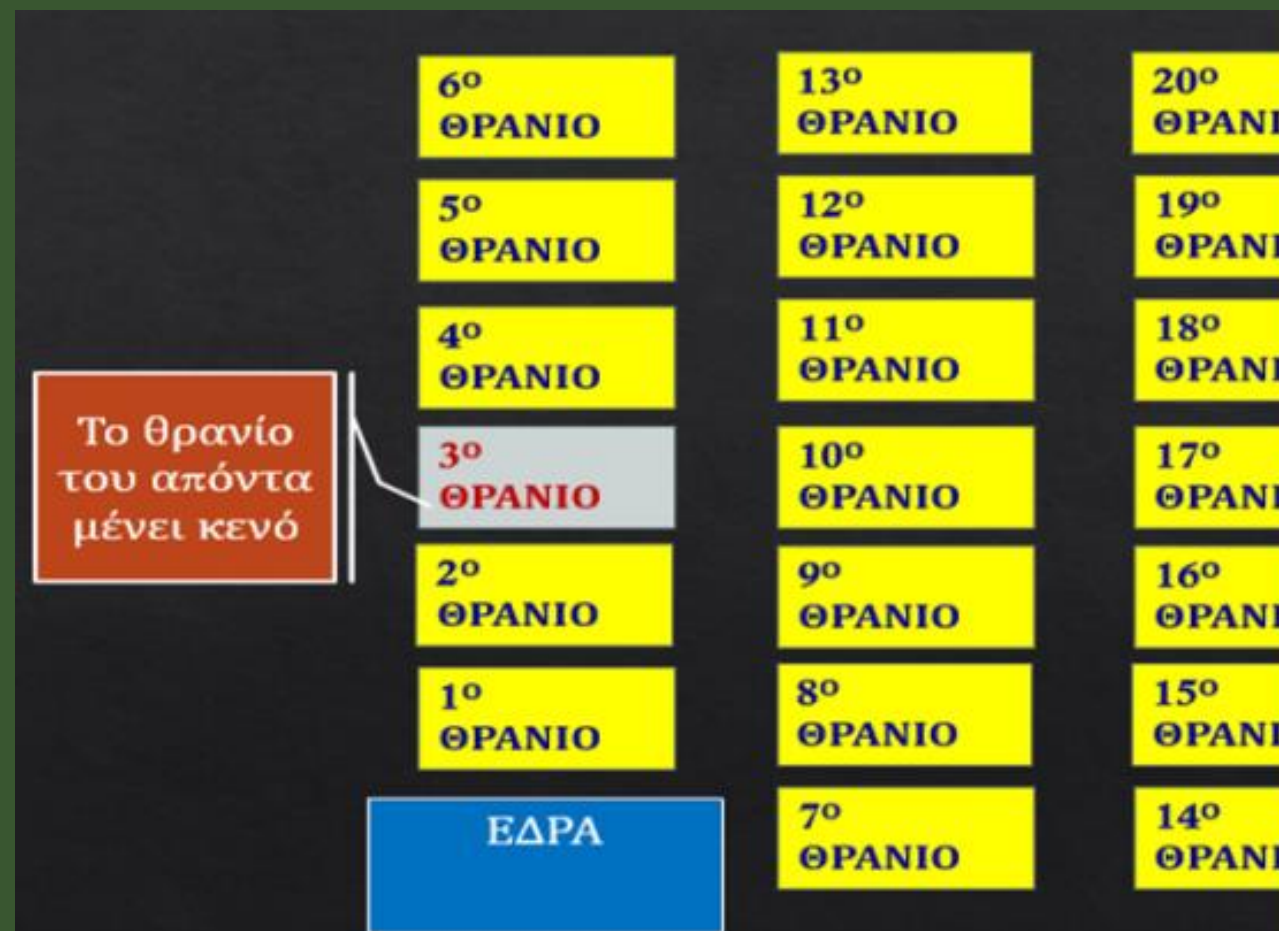 6ο
ΘΡΑΝΙΟ
5ο
ΘΡΑΝΙΟ
4ο
ΘΡΑΝΙΟ
3ο
ΘΡΑΝΙΟ
2ο
ΘΡΑΝΙΟ
1ο
ΘΡΑΝΙΟ
ΕΔΡΑ
Το θρανίο
του απόντα
μένει κενό
13ο
ΘΡΑΝΙΟ
12ο
ΘΡΑΝΙΟ
11ο
ΘΡΑΝΙΟ
10ο
ΘΡΑΝΙΟ
9ο
ΘΡΑΝΙΟ
8ο
ΘΡΑΝΙΟ
7ο
ΘΡΑΝΙΟ
20ο
ΘΡΑΝΙ
19ο
ΘΡΑΝΙ
18ο
ΘΡΑΝΙ
17ο
ΘΡΑΝΙ
16ο
ΘΡΑΝΙ
15ο
ΘΡΑΝΙ
14ο
ΘΡΑΝΙ